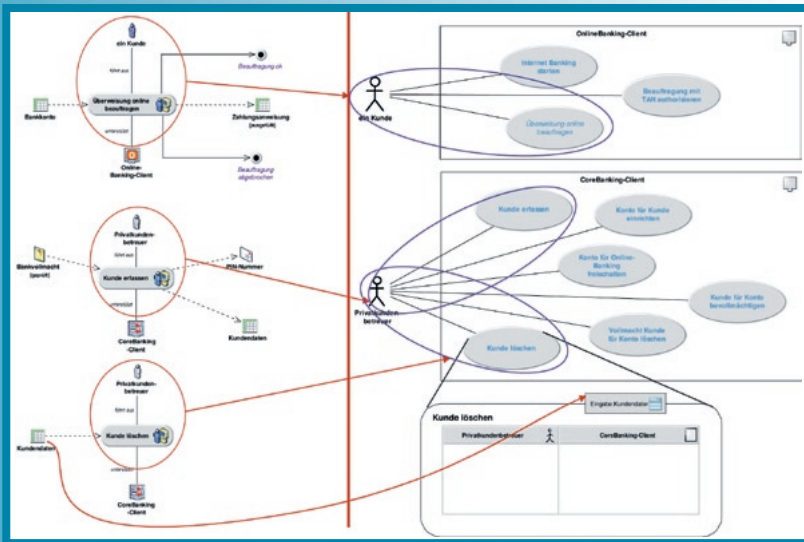 ein Kunde
führt aus
Beauftragung ok
Überweisung online
beauftragen
Bankkonto
Zahlungsanweisung
(ausgefüllt)
unterstützt
Online-
Banking-Client
Beauftragung
abgebrochen
Privatkunden-
betreuer
führt aus
Bankvollmacht
(geprüft)
Kunde erfassen
PIN-Nummer
unterstützt
CoreBanking
-Client
Kundendaten
Privatkunden-
betreuer
führt aus
Kunde löschen
Kundendaten
unterstützt
CoreBanking
-Client
OnlineBanking-Client
Internet Banking
starten
Beauftragung mit
TAN authorisieren
ein Kunde
Überweisung online
beauftragen
CoreBanking-Client
Kunde erfassen
Konto für Kunde
einrichten
Konto für Online-
Banking
freischalten
Kunde für Konto
bevollmächtigen
Privatkunden
betreuer
Vollmacht Kunde
für Konto löschen
Kunde löschen
Eingabe Kundendaten
Kunde löschen
Privatkundenbetreuer
CoreBanking-Client